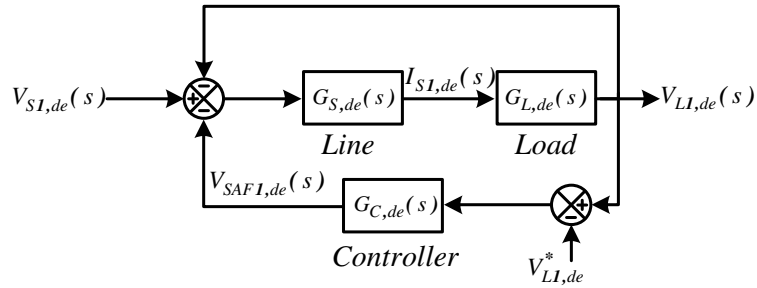 V_{S1,de}(s)
I_{S1,de}(s)
G_{S,de}(s)
G_{L,de}(s)
V_{L1,de}(s)
Line
Load
V_{SAF1,de}(s)
G_{C,de}(s)
Controller
V^{*}_{L1,de}